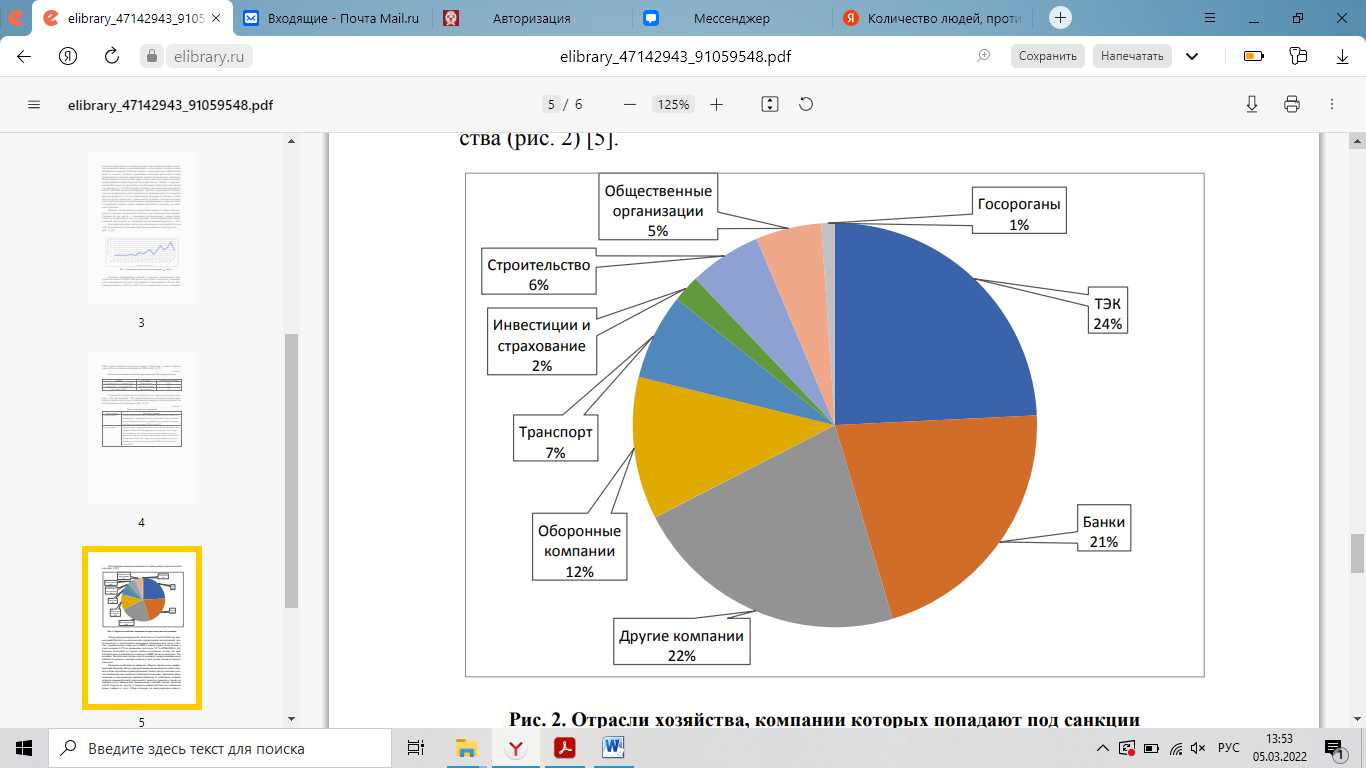 elibrary_47142943_9105
Входящие - Почта Mail.ru
Авторизация
Мессенджер
Количество людей, проти
elibrary.ru
elibrary_47142943_91059548.pdf
Сохранить
Напечатать
elibrary_47142943_91059548.pdf
5 / 6
125%
3
4
5
ства (рис. 2) [5].
Общественные
организации
5%
Госороганы
1%
Строительство
6%
ТЭК
24%
Инвестиции и
страхование
2%
Транспорт
7%
Оборонные
компании
12%
Банки
21%
Другие компании
22%
Рис. 2. Отрасли хозяйства, компании которых попадают под санкции
Введите здесь текст для поиска
РУС
13:53
05.03.2022
1